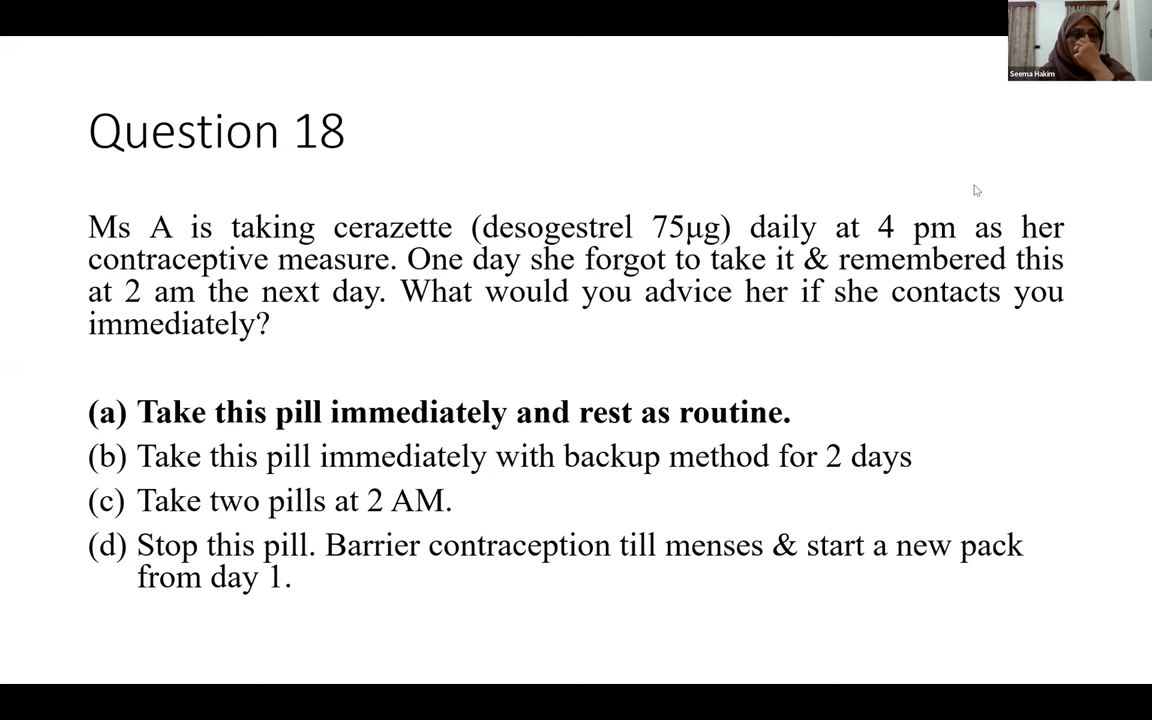 Seema Hakim
Question 18
Ms A is taking cerazette (desogestrel 75μg) daily at 4 pm as her
contraceptive measure. One day she forgot to take it & remembered this
at 2 am the next day. What would you advice her if she contacts you
immediately?
(a) Take this pill immediately and rest as routine.
(b) Take this pill immediately with backup method for 2 days
(c) Take two pills at 2 AM.
(d) Stop this pill. Barrier contraception till menses & start a new pack
from day 1.